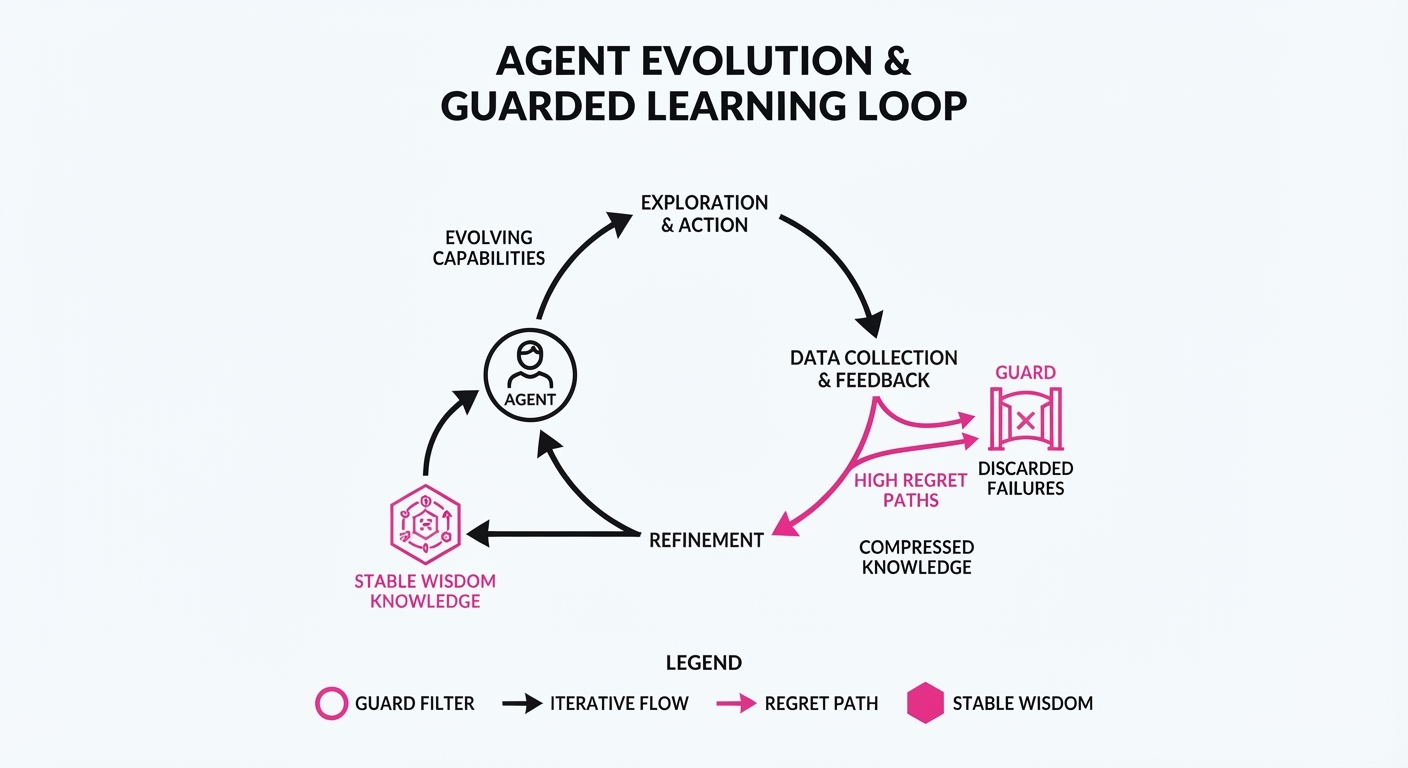 AGENT EVOLUTION &
GUARDED LEARNING LOOP
EXPLORATION
& ACTION
EVOLVING
CAPABILITIES
AGENT
DATA COLLECTION
& FEEDBACK
GUARD
DISCARDED
FAILURES
HIGH REGRET
PATHS
REFINEMENT
COMPRESSED
KNOWLEDGE
STABLE WISDOM
KNOWLEDGE
LEGEND
GUARD FILTER
ITERATIVE FLOW
REGRET PATH
STABLE WISDOM